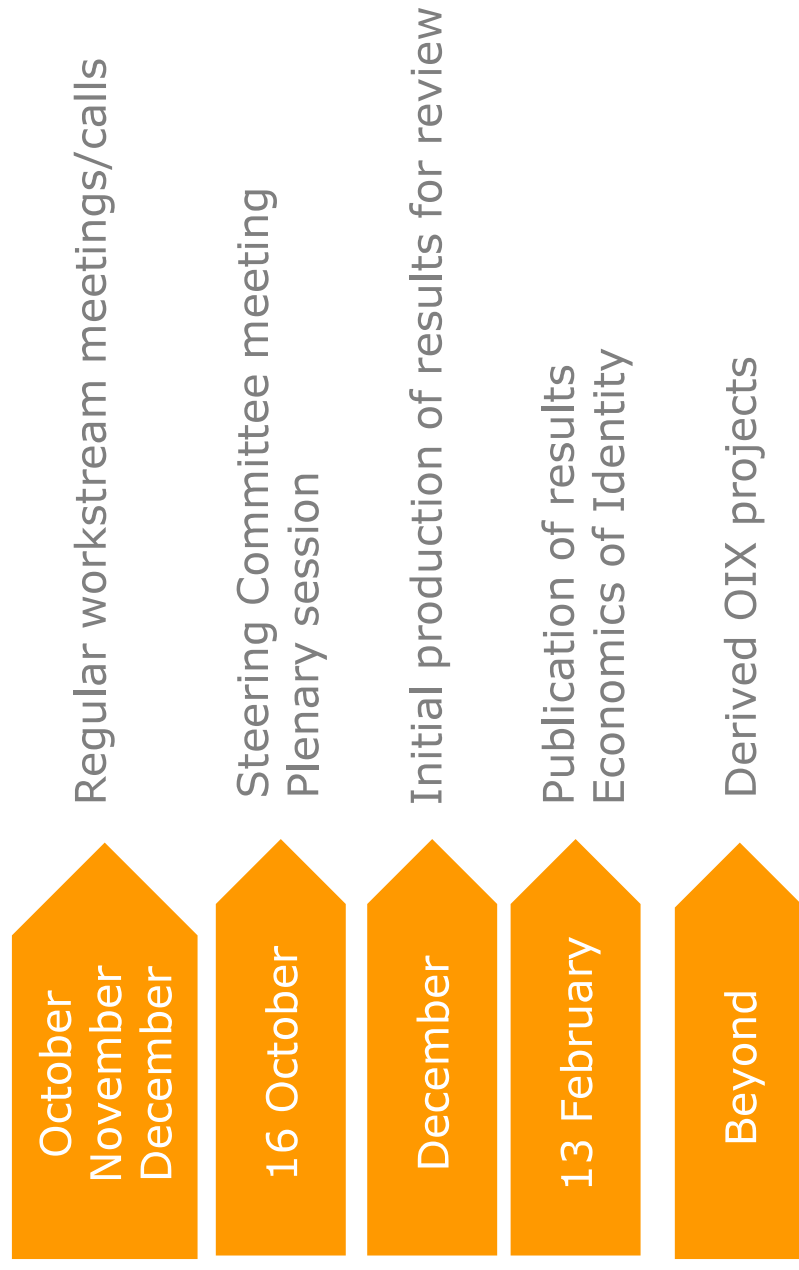 October
November
December
Regular workstream meetings/calls
16 October
Steering Committee meeting
Plenary session
December
Initial production of results for review
13 February
Publication of results
Economics of Identity
Beyond
Derived OIX projects